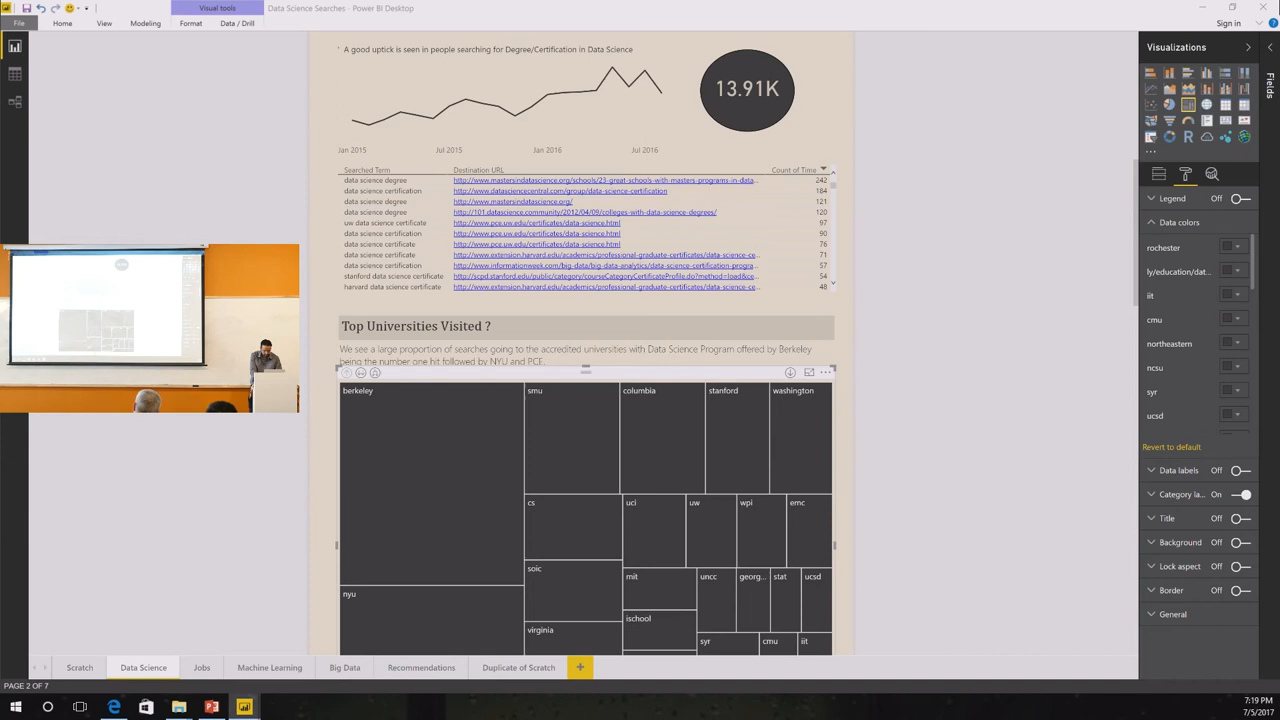 Visual tools
Data Science Searches - Power BI Desktop
File
Home
View
Modeling
Format
Data / Drill
Sign in
A good uptick is seen in people searching for Degree/Certification in Data Science
13.91K
Jan 2015
Jul 2015
Jan 2016
Jul 2016
Searched Term
Destination URL
Count of Time
data science degree http://www.mastersindatascience.org/schools/23-great-schools-with-masters-programs-in-data... 242
data science certification http://www.datasciencecentral.com/group/data-science-certification 184
data science degree http://www.mastersindatascience.org/ 121
data science degree http://101.datascience.community/2012/04/09/colleges-with-data-science-degrees/ 120
uw data science certificate http://www.pce.uw.edu/certificates/data-science.html 97
data science certification http://www.pce.uw.edu/certificates/data-science.html 90
data science certificate http://www.pce.uw.edu/certificates/data-science.html 76
data science certificate http://www.extension.harvard.edu/academics/professional-graduate-certificates/data-science-ce... 71
data science certification http://www.informationweek.com/big-data/big-data-analytics/data-science-certification-progra... 57
stanford data science certificate http://scpd.stanford.edu/public/category/courseCategoryCertificateProfile.do?method=load&ce... 54
harvard data science certificate http://www.extension.harvard.edu/academics/professional-graduate-certificates/data-science-ce... 48
Top Universities Visited ?
We see a large proportion of searches going to the accredited universities with Data Science Program offered by Berkeley
being the number one hit followed by NYU and PCE.
berkeley
smu
columbia
stanford
washington
cs
uci
uw
wpi
emc
soic
mit
uncc
georg...
stat
ucsd
nyu
ischool
virginia
syr
cmu
iit
Visualizations
Fields
Legend Off
Data colors
rochester
ly/education/dat...
iit
cmu
northeastern
ncsu
syr
ucsd
Revert to default
Data labels Off
Category la... On
Title Off
Background Off
Lock aspect Off
Border Off
General
Scratch
Data Science
Jobs
Machine Learning
Big Data
Recommendations
Duplicate of Scratch
PAGE 2 OF 7
7:19 PM
7/5/2017